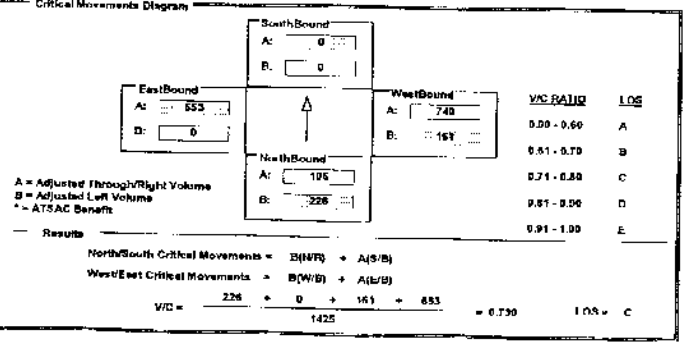 Critical Movements Diagram
SouthBound
A: 0
B: 0
EastBound
A: 653
B: 0
WestBound
A: 740
B: 161
NorthBound
A:
B: 226
V/C RATIO LOS
0.00 - 0.60 A
0.61 - 0.70 B
0.71 - 0.80 C
0.81 - 0.90 D
0.91 - 1.00 E
A = Adjusted Through/Right Volume
B = Adjusted Left Volume
* = ATSAC Benefit
Results
North/South Critical Movements = B(N/B) + A(S/B)
West/East Critical Movements = B(W/B) + A(E/B)
V/C = 226 + 0 + 161 + 653 = 0.730 LOS = C
1425